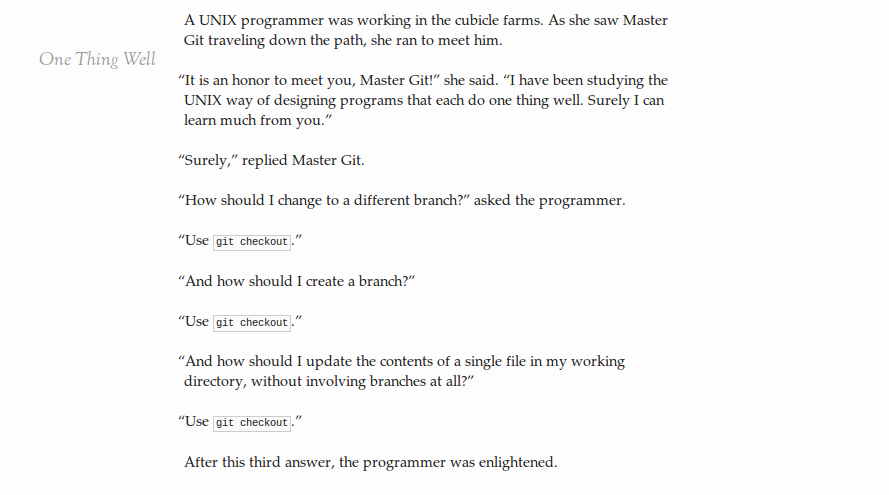 A UNIX programmer was working in the cubicle farms. As she saw Master
Git traveling down the path, she ran to meet him.
One Thing Well
“It is an honor to meet you, Master Git!” she said. “I have been studying the
UNIX way of designing programs that each do one thing well. Surely I can
learn much from you.”
“Surely,” replied Master Git.
“How should I change to a different branch?” asked the programmer.
“Use git checkout.”
“And how should I create a branch?”
“Use git checkout.”
“And how should I update the contents of a single file in my working
directory, without involving branches at all?”
“Use git checkout.”
After this third answer, the programmer was enlightened.